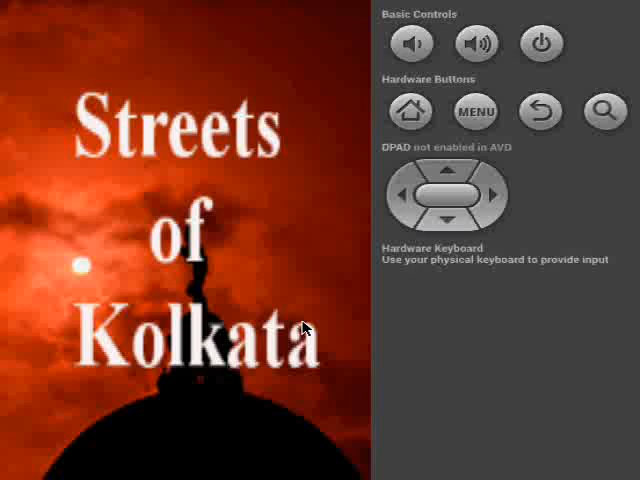 Streets
of
Kolkata
Basic Controls
Hardware Buttons
MENU
DPAD not enabled in AVD
Hardware Keyboard
Use your physical keyboard to provide input